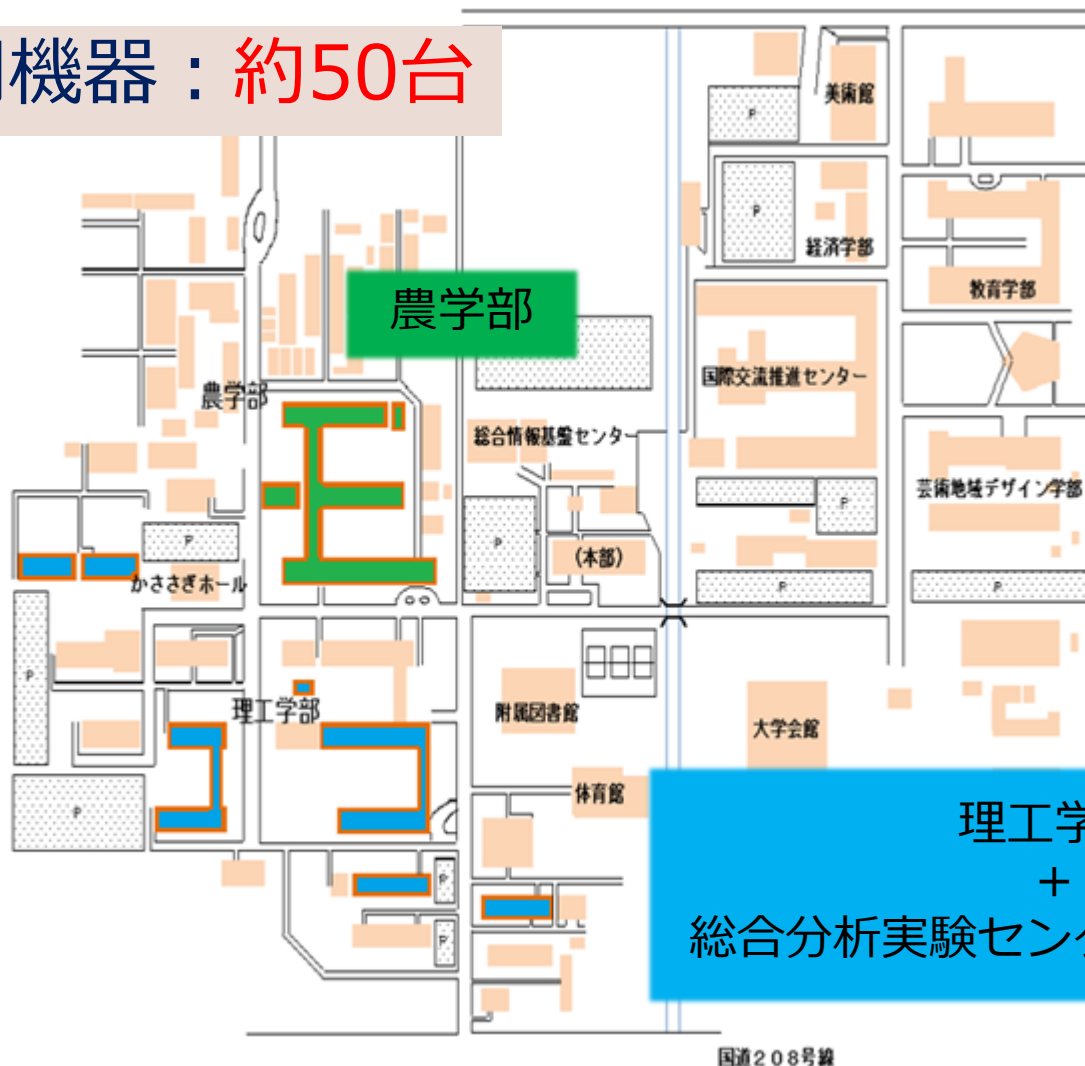 機器：約50台
美術館
P
P
経済学部
教育学部
農学部
国際交流推進センター
農学部
総合情報基盤センター
芸術地域デザイン学部
P
P
P
(本部)
かささぎホール
P
P
P
理工学部
附属図書館
大学会館
体育館
P
理工学
+
総合分析実験セン
P
P
国道208号線